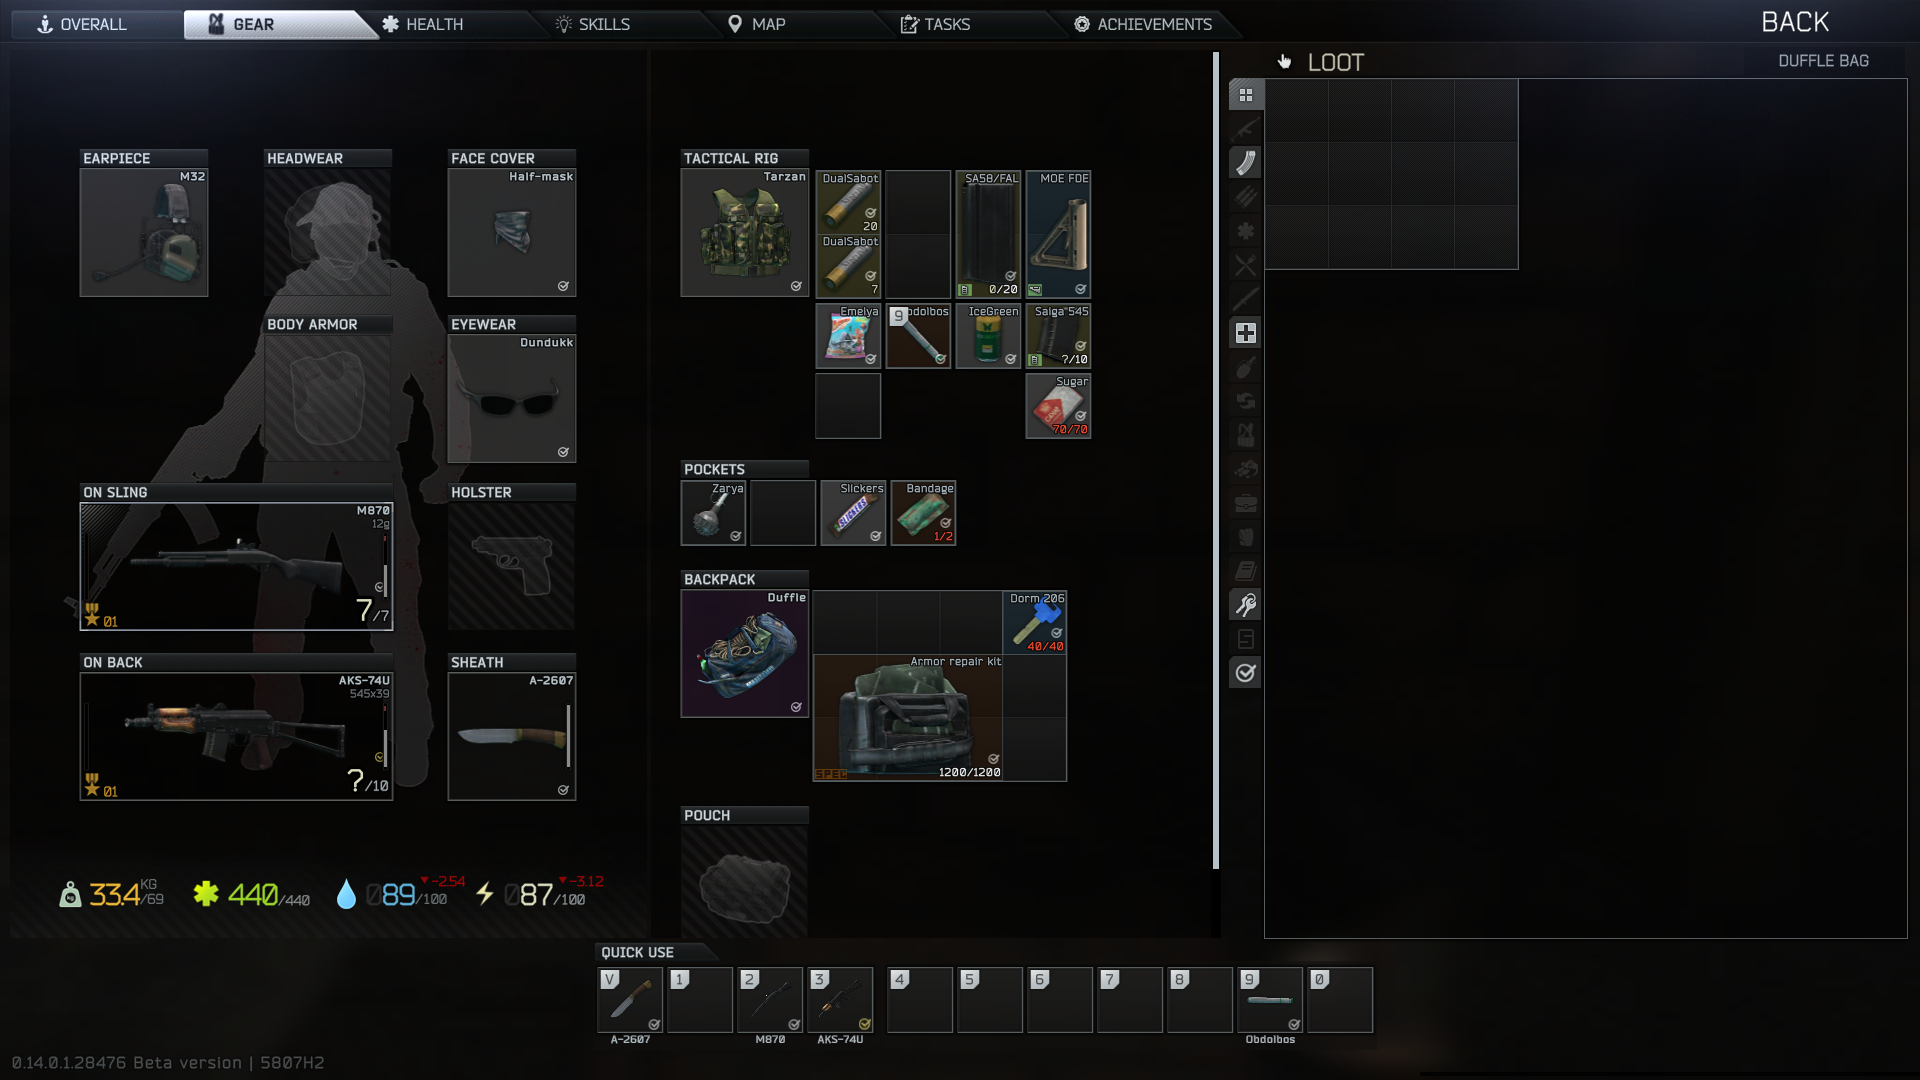 OVERALL
GEAR
HEALTH
SKILLS
MAP
TASKS
ACHIEVEMENTS
BACK
LOOT
DUFFLE BAG
EARPIECE
M32
HEADWEAR
FACE COVER
Half-mask
BODY ARMOR
EYEWEAR
Dundukk
ON SLING
M870
12g
01
7/7
HOLSTER
ON BACK
AKS-74U
545x39
01
?/10
SHEATH
A-2607
33.4 KG /69
440/440
089/100 ▼-2.54
087/100 ▼-3.12
TACTICAL RIG
Tarzan
DualSabot
20
DualSabot
7
SA58/FAL
0/20
MOE FDE
Emelya
9
bdolbos
IceGreen
Saiga 545
?/10
Sugar
70/70
POCKETS
Zarya
Slickers
SLICKERS
Bandage
1/2
BACKPACK
Duffle
Dorm 206
40/40
Armor repair kit
SPEC
1200/1200
POUCH
QUICK USE
V
1
2
3
4
5
6
7
8
9
0
A-2607
M870
AKS-74U
Obdolbos
0.14.0.1.28476 Beta version | 5807H2